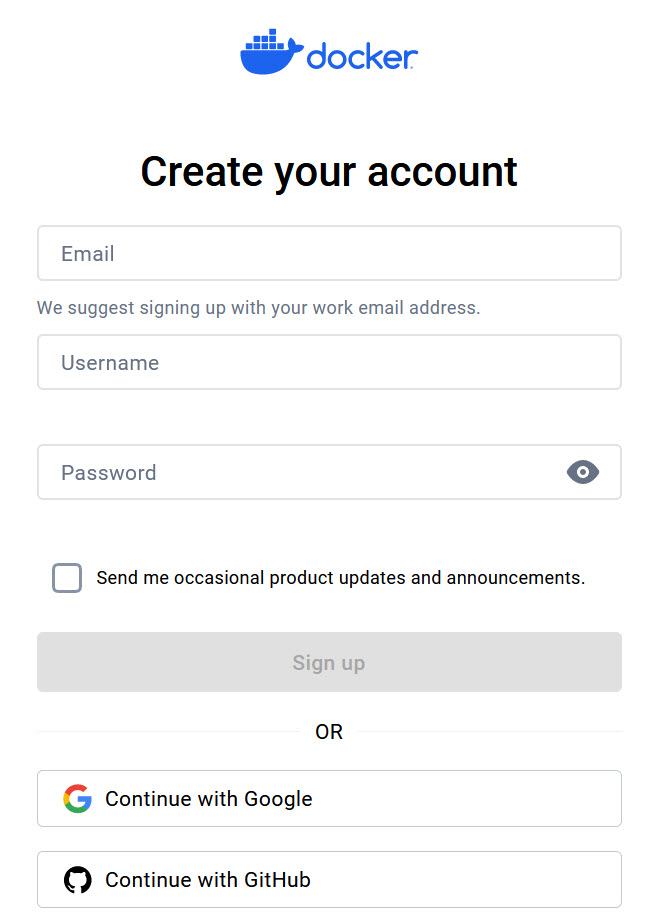 docker
Create your account
Email
We suggest signing up with your work email address.
Username
Password
Send me occasional product updates and announcements.
Sign up
OR
Continue with Google
Continue with GitHub